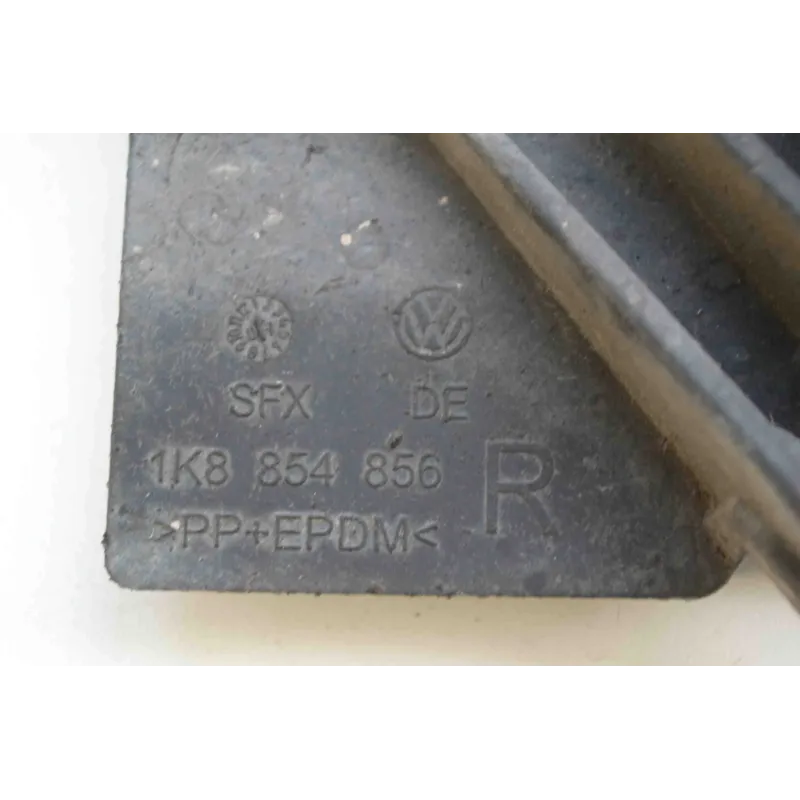 SFX DE
1K8 854 856 R
>PP+EPDM<